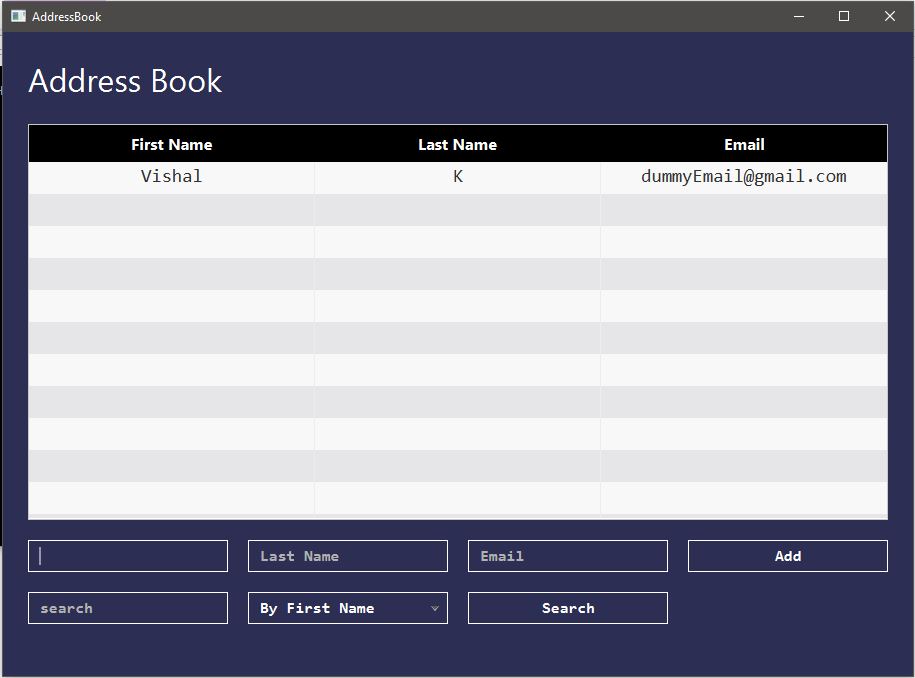 AddressBook
Address Book
First Name Last Name Email
Vishal K dummyEmail@gmail.com
Last Name Email Add
search By First Name Search